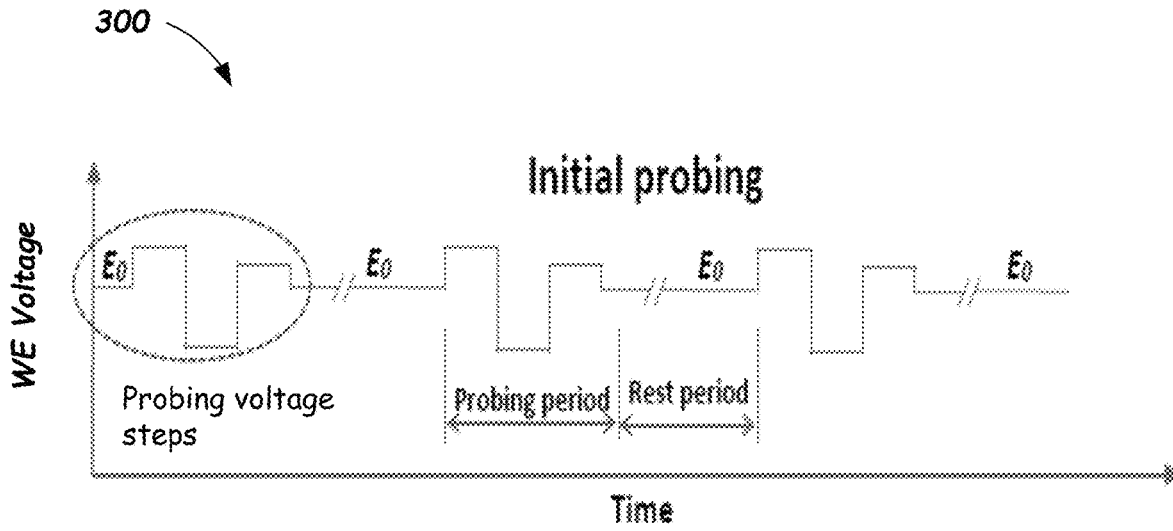 300
Initial probing
WE Voltage
E0
E0
E0
E0
Probing voltage
steps
Probing period
Rest period
Time